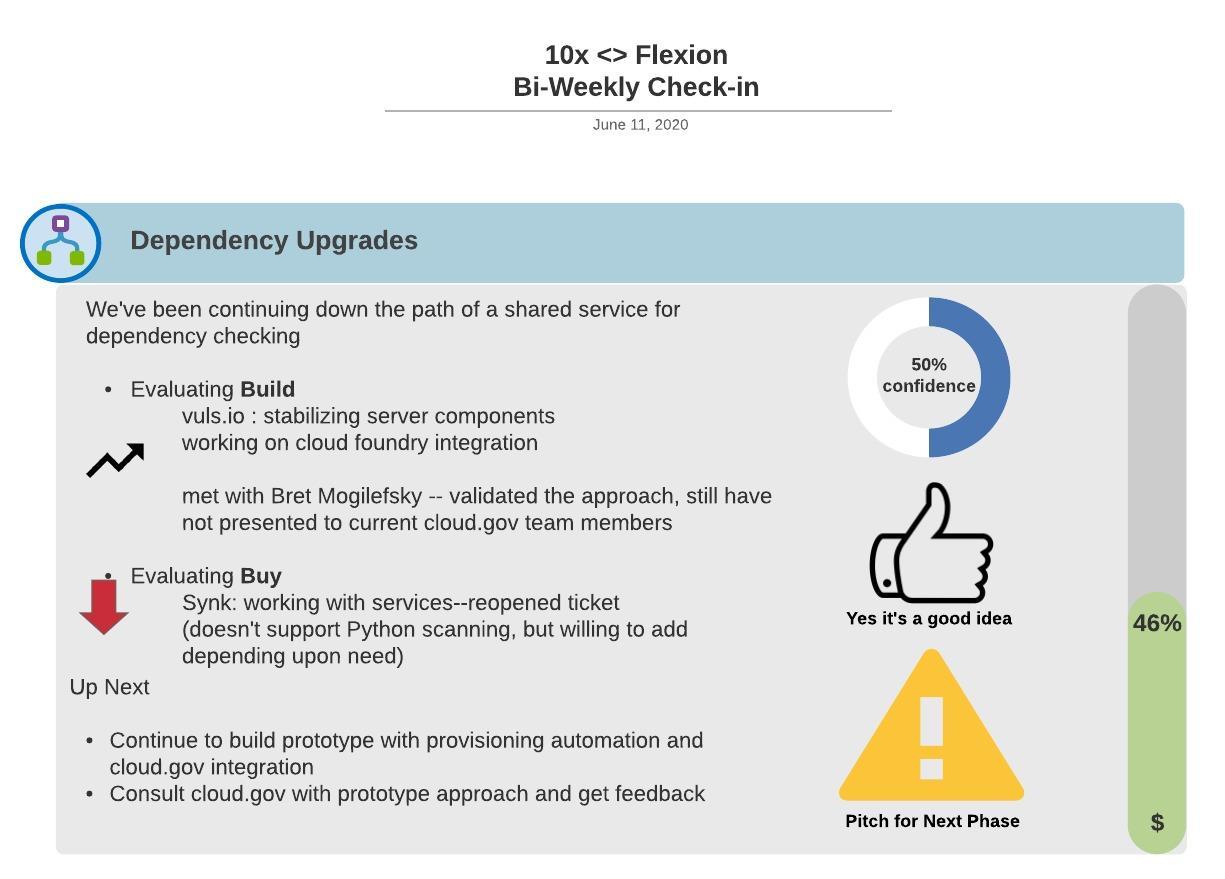 10x <> Flexion
Bi-Weekly Check-in
June 11, 2020
Dependency Upgrades
We've been continuing down the path of a shared service for
dependency checking
• Evaluating Build
vuls.io : stabilizing server components
working on cloud foundry integration
met with Bret Mogilefsky -- validated the approach, still have
not presented to current cloud.gov team members
• Evaluating Buy
Synk: working with services--reopened ticket
(doesn't support Python scanning, but willing to add
depending upon need)
Up Next
• Continue to build prototype with provisioning automation and
cloud.gov integration
• Consult cloud.gov with prototype approach and get feedback
50%
confidence
Yes it's a good idea
Pitch for Next Phase
46%
$